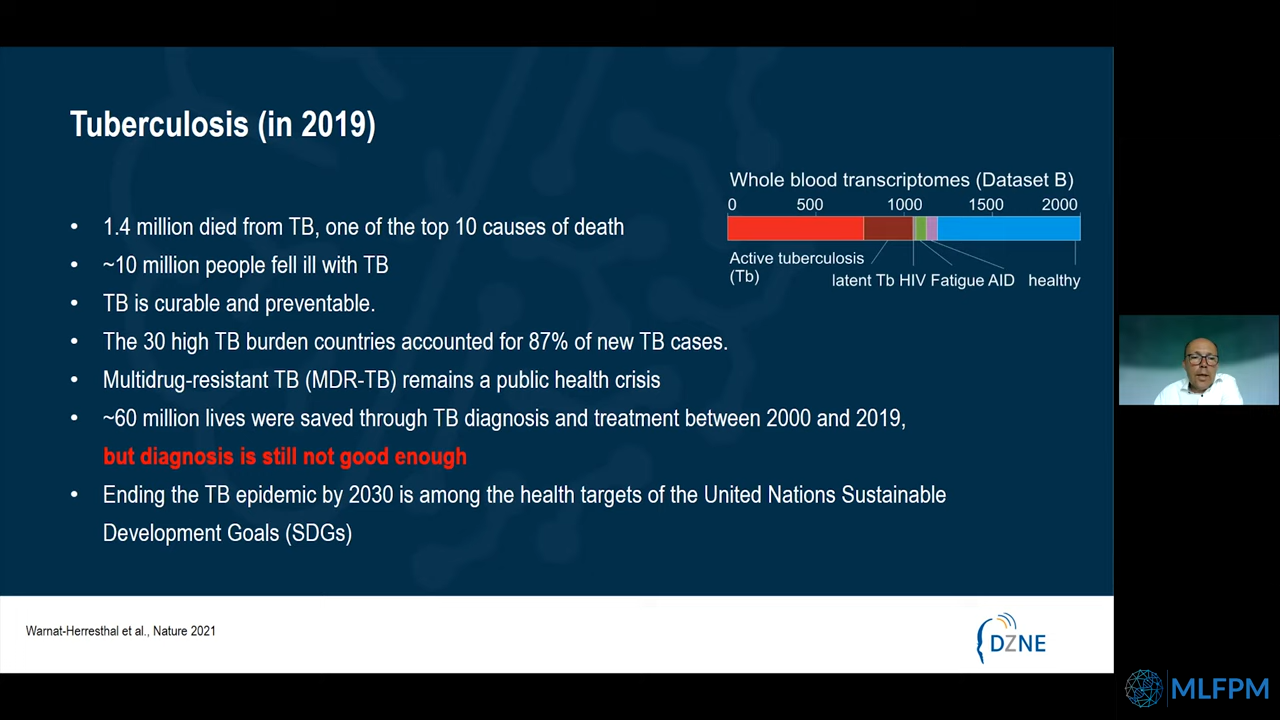 Tuberculosis (in 2019)
• 1.4 million died from TB, one of the top 10 causes of death
• ~10 million people fell ill with TB
• TB is curable and preventable.
• The 30 high TB burden countries accounted for 87% of new TB cases.
• Multidrug-resistant TB (MDR-TB) remains a public health crisis
• ~60 million lives were saved through TB diagnosis and treatment between 2000 and 2019,
but diagnosis is still not good enough
• Ending the TB epidemic by 2030 is among the health targets of the United Nations Sustainable
Development Goals (SDGs)
Whole blood transcriptomes (Dataset B)
0 500 1000 1500 2000
Active tuberculosis
(Tb)
latent Tb HIV Fatigue AID healthy
Warnat-Herresthal et al., Nature 2021
DZNE
MLFPM